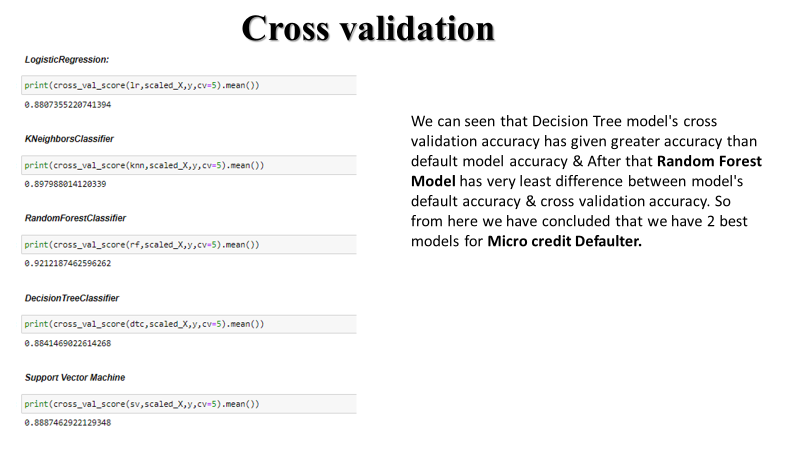 Cross validation
LogisticRegression:
print(cross_val_score(lr,scaled_X,y,cv=5).mean())
0.8807355220741394
KNeighborsClassifier
print(cross_val_score(knn,scaled_X,y,cv=5).mean())
0.897988014120339
RandomForestClassifier
print(cross_val_score(rf,scaled_X,y,cv=5).mean())
0.9212187462596262
DecisionTreeClassifier
print(cross_val_score(dtc,scaled_X,y,cv=5).mean())
0.8841469022614268
Support Vector Machine
print(cross_val_score(sv,scaled_X,y,cv=5).mean())
0.8887462922129348
We can seen that Decision Tree model's cross
validation accuracy has given greater accuracy than
default model accuracy & After that Random Forest
Model has very least difference between model's
default accuracy & cross validation accuracy. So
from here we have concluded that we have 2 best
models for Micro credit Defaulter.